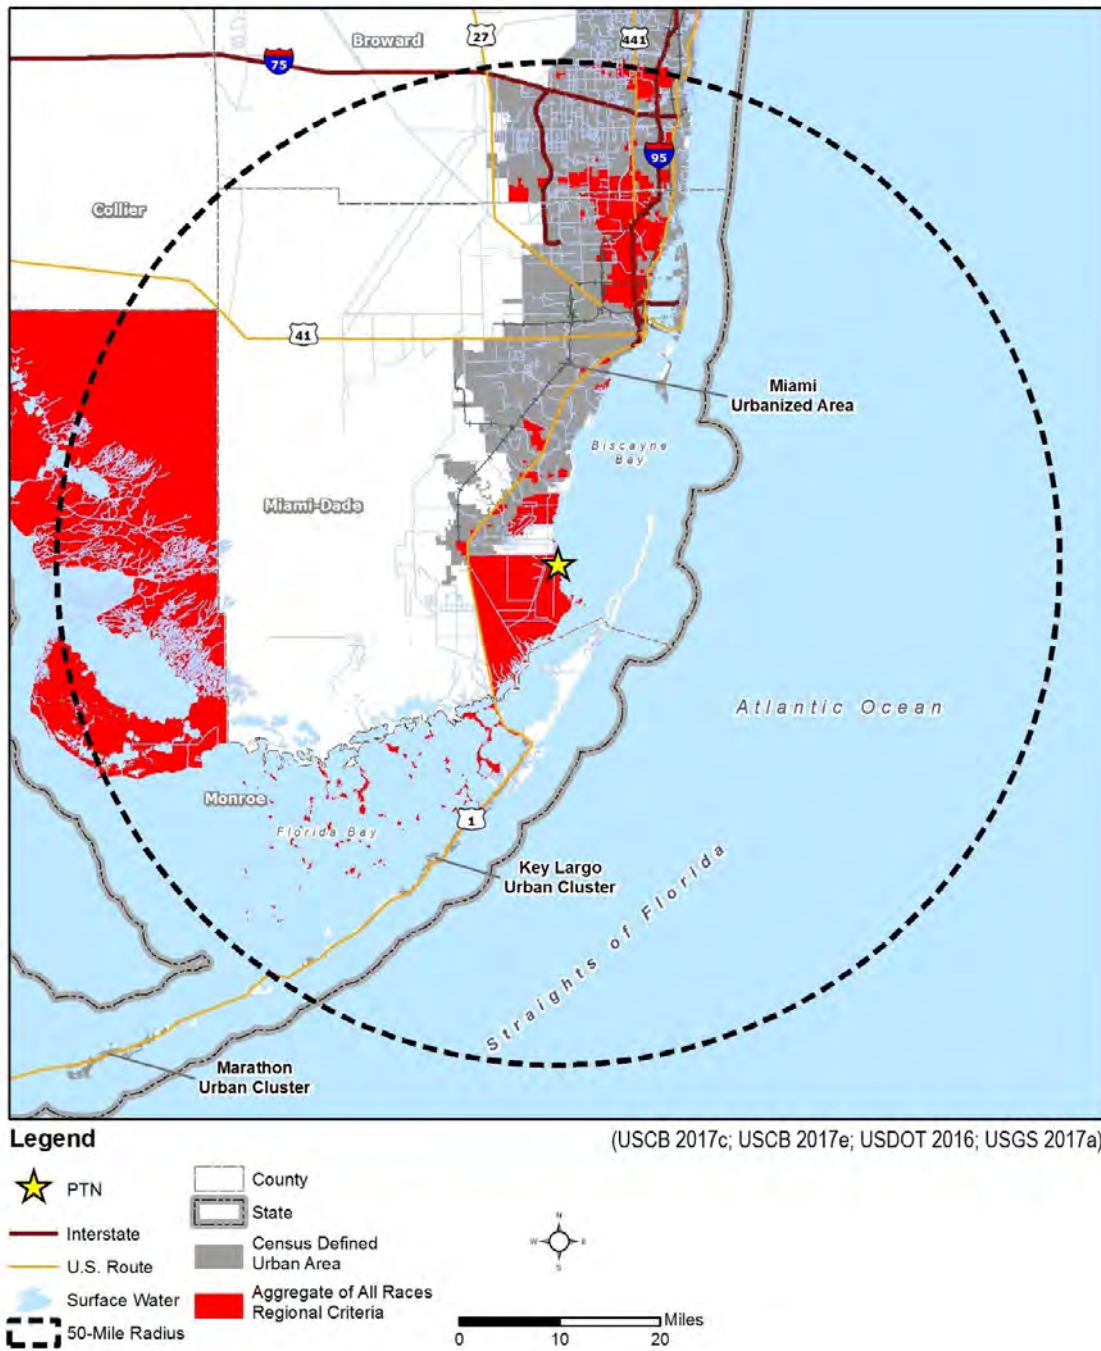 Broward
27
441
75
95
Collier
41
Miami
Urbanized Area
Biscayne
Bay
Miami-Dade
Atlantic Ocean
Monroe
Florida Bay
1
Key Largo
Urban Cluster
Straights of Florida
Marathon
Urban Cluster
Legend
(USCB 2017c; USCB 2017e; USDOT 2016; USGS 2017a)
PTN
Interstate
U.S. Route
Surface Water
50-Mile Radius
County
State
Census Defined
Urban Area
Aggregate of All Races
Regional Criteria
N
W
E
S
Miles
0
10
20